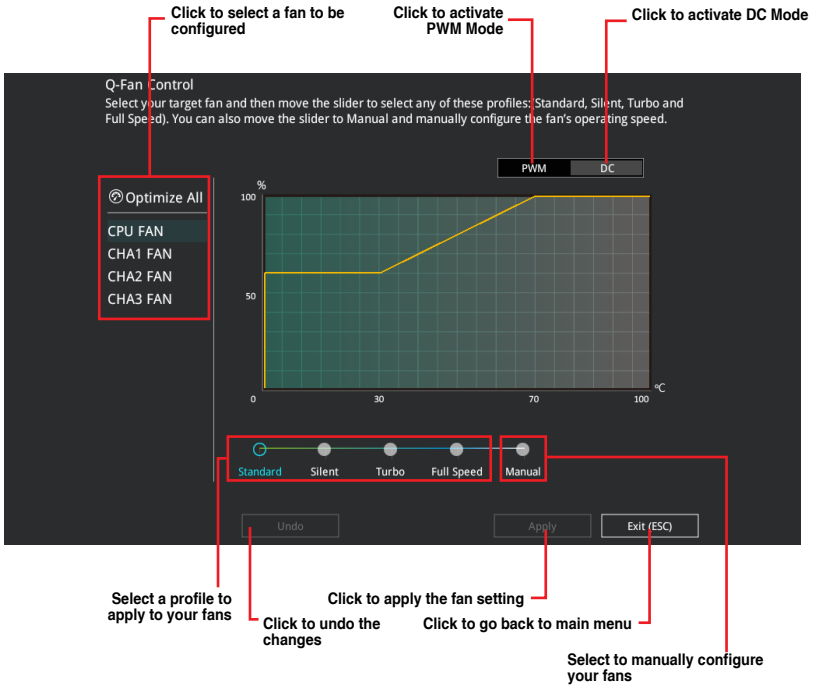 Click to select a fan to be
configured
Click to activate
PWM Mode
Click to activate DC Mode
Q-Fan Control
Select your target fan and then move the slider to select any of these profiles: (Standard, Silent, Turbo and
Full Speed). You can also move the slider to Manual and manually configure the fan's operating speed.
PWM
DC
Optimize All
CPU FAN
CHA1 FAN
CHA2 FAN
CHA3 FAN
%
100
50
0
30
70
100
ºC
Standard
Silent
Turbo
Full Speed
Manual
Undo
Apply
Exit (ESC)
Select a profile to
apply to your fans
Click to undo the
changes
Click to apply the fan setting
Click to go back to main menu
Select to manually configure
your fans